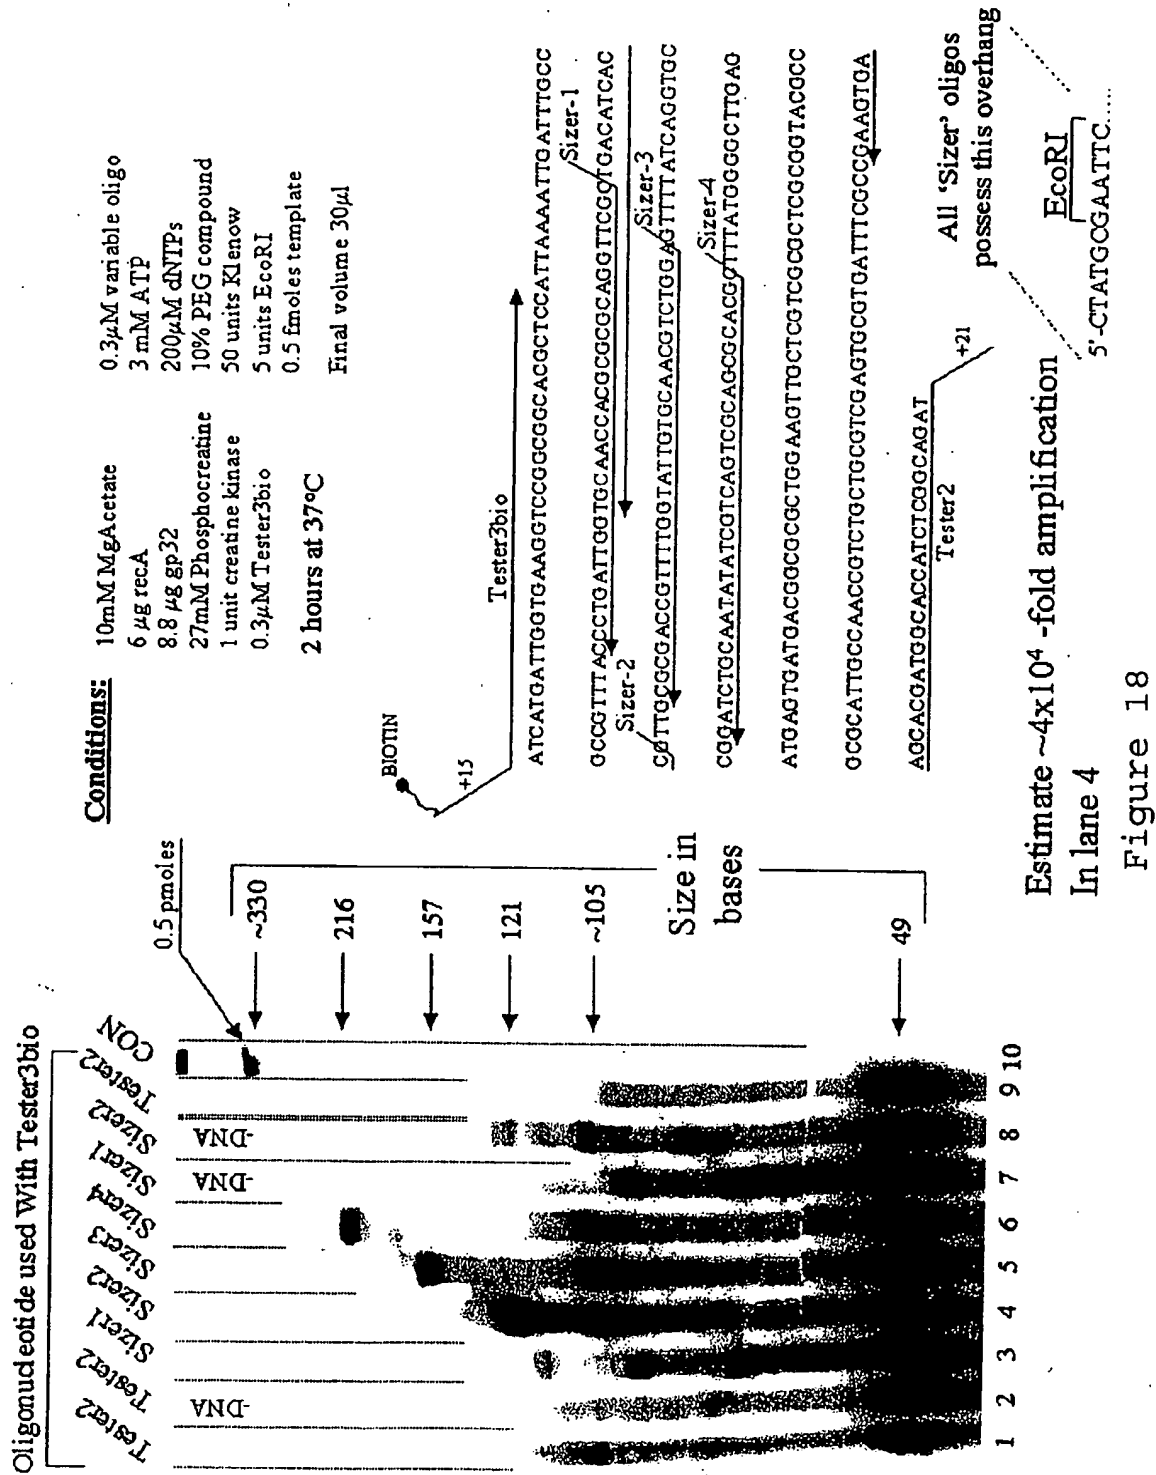 Oligonucleotide used With Tester3bio
Tester2
Tester2
Sizer1
Sizer2
Sizer3
Sizer4
Sizer1
Sizer2
Tester2
CON
-DNA
-DNA
-DNA
1 2 3 4 5 6 7 8 9 10
0.5 pmoles
~330
216
157
121
~105
49
Size in
bases
Conditions:
10mM MgAcetate
6 µg recA
8.8 µg gp32
27mM Phosphocreatine
1 unit creatine kinase
0.3µM Tester3bio
2 hours at 37°C
0.3µM variable oligo
3 mM ATP
200µM dNTPs
10% PEG compound
50 units Klenow
5 units EcoRI
0.5 fmoles template
Final volume 30µl
BIOTIN
+15
Tester3bio
ATCATGATTGGTGAAGGTCCGGCGGCACGCTCCATTAAAATTGATTTGCC
Sizer-1
GCCGTTTACCCTGATTGGTGCAACCACGCGCGCAGGTTCGGTGACATCAC
Sizer-2
Sizer-3
CGTTGCGCGACCGTTTTGGTATTGTGCAACGTCTGGAGTTTTATCAGGTGC
Sizer-4
CGGATCTGCAATATATCGTCAGTCGCAGCGCACGGTTTATGGGGCTTGAG
ATGAGTGATGACGGCGCGCTGGAAGTTGCTCGTCGCGCTCGCGGTACGCC
GCGCATTGCCAACCGTCTGCTGCGTCGAGTGCGTGATTTCGCCGAAGTGA
AGCACGATGGCACCATCTCGGCAGAT
Tester2
+21
All 'Sizer' oligos
possess this overhang
EcoRI
5'-CTATGCGAATTC.....
Estimate ~4x10⁴ -fold amplification
In lane 4
Figure 18